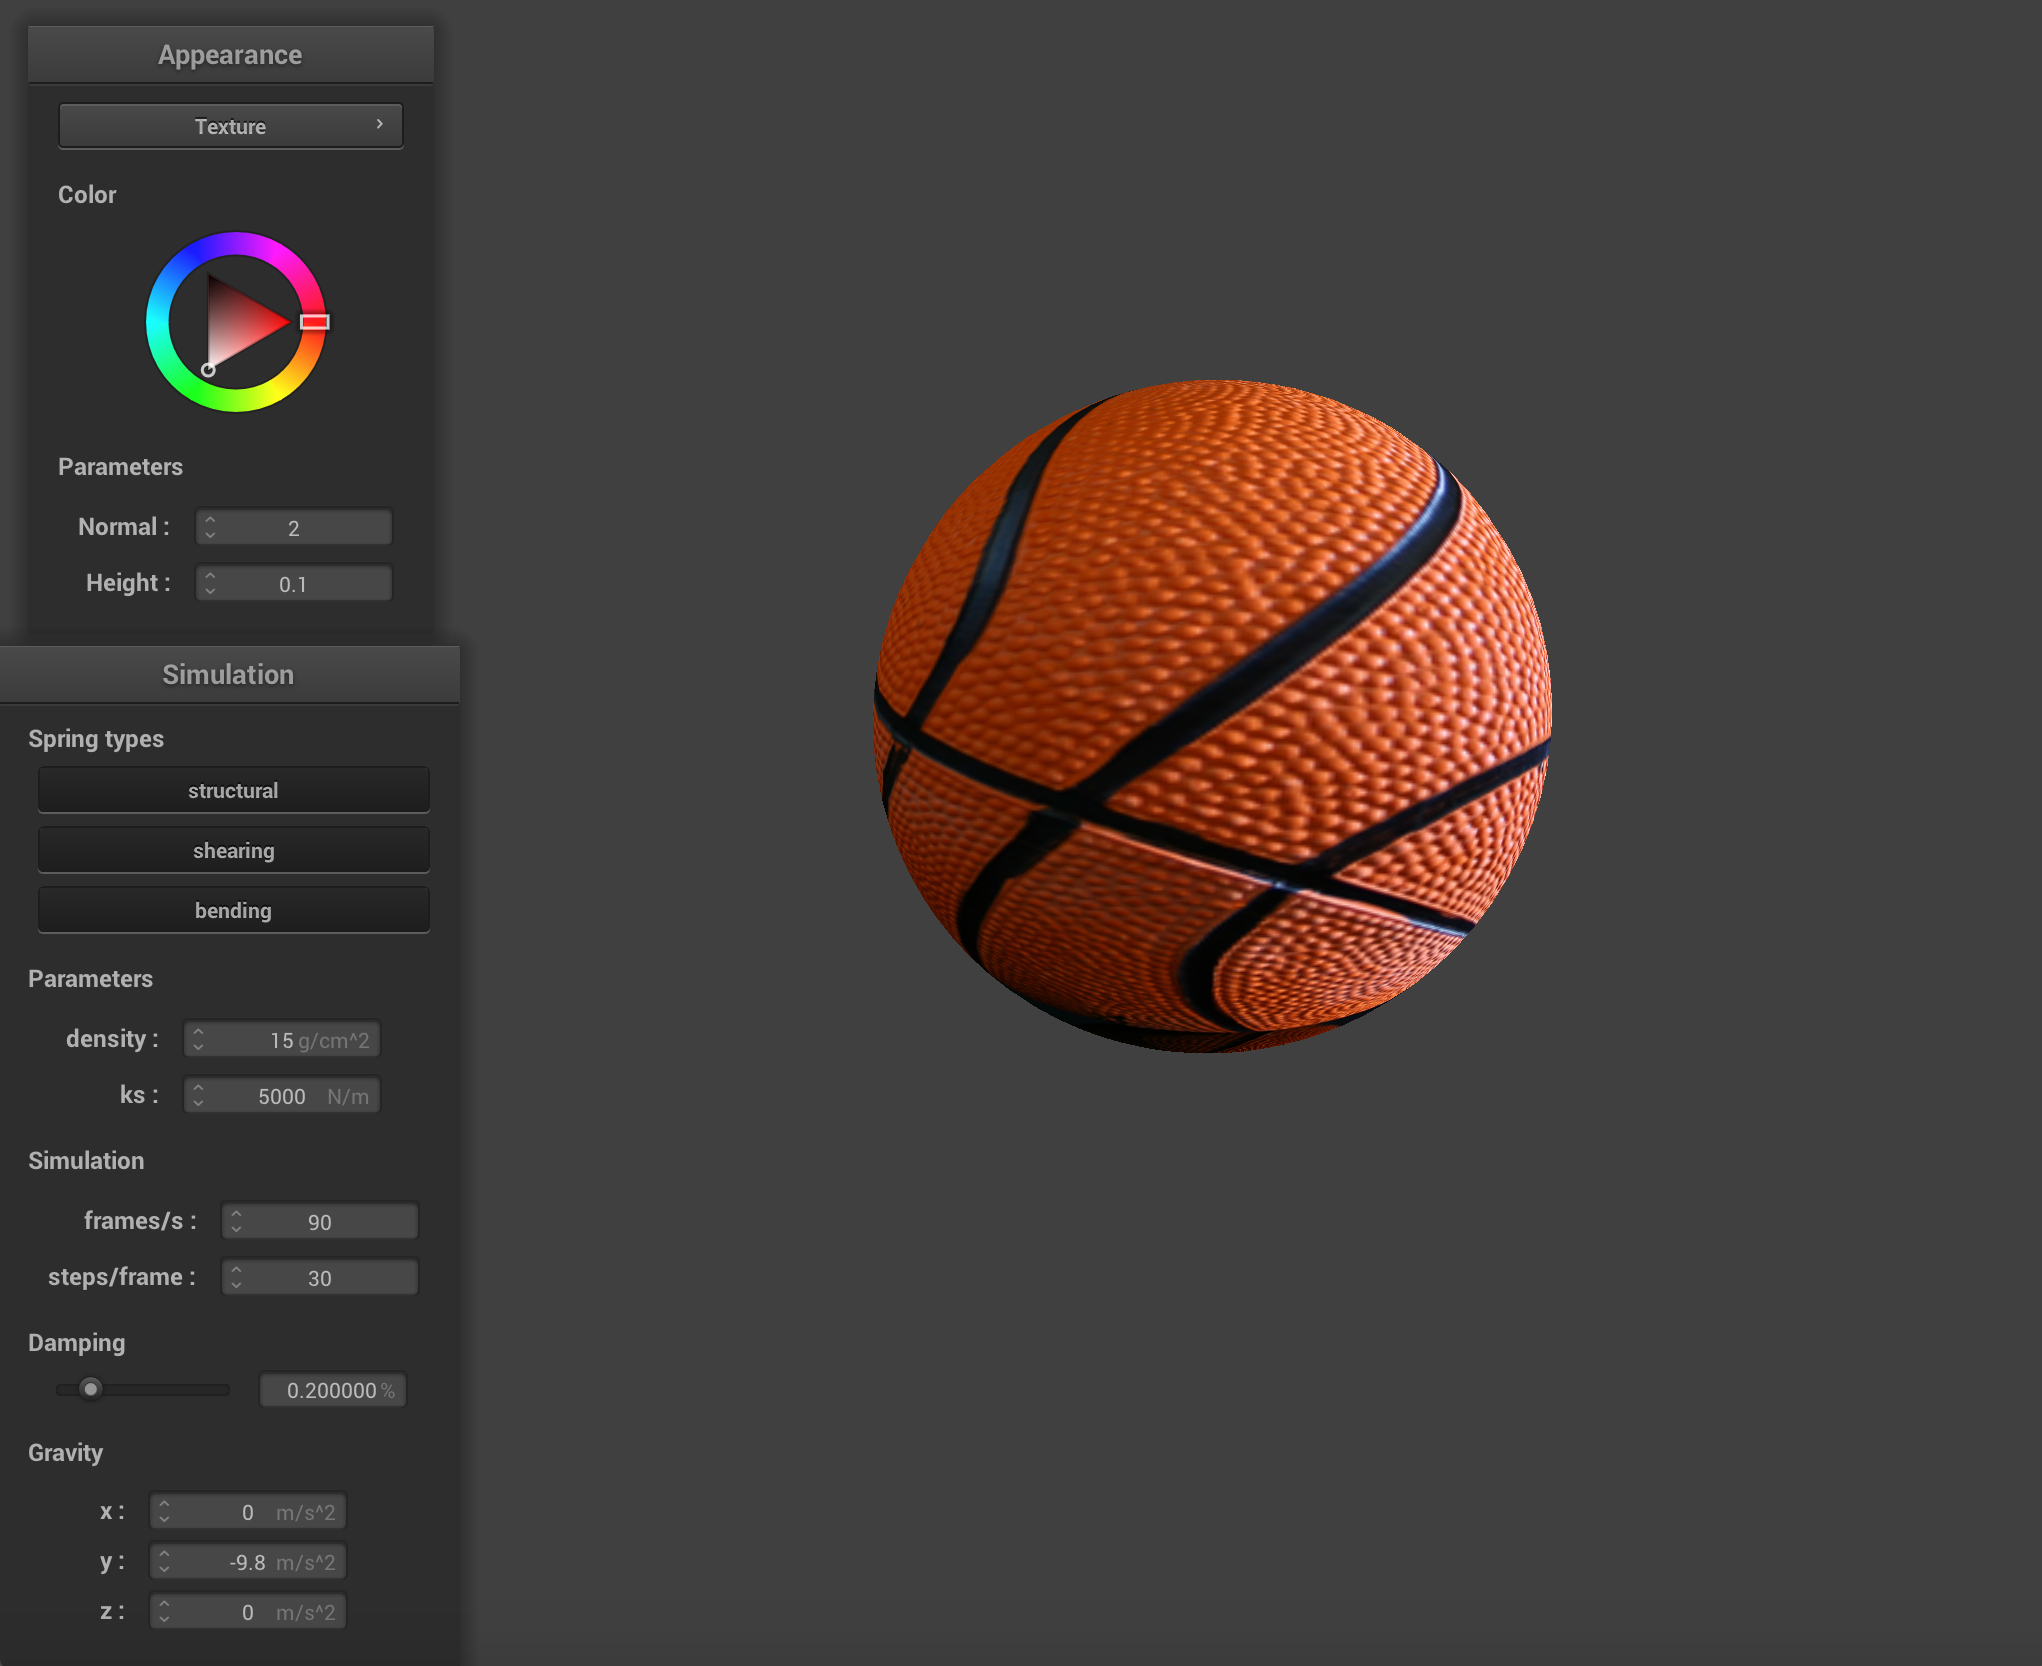 Appearance
Texture
Color
Parameters
Normal : 2
Height : 0.1
Simulation
Spring types
structural
shearing
bending
Parameters
density : 15 g/cm^2
ks : 5000 N/m
Simulation
frames/s : 90
steps/frame : 30
Damping
0.200000 %
Gravity
x : 0 m/s^2
y : -9.8 m/s^2
z : 0 m/s^2